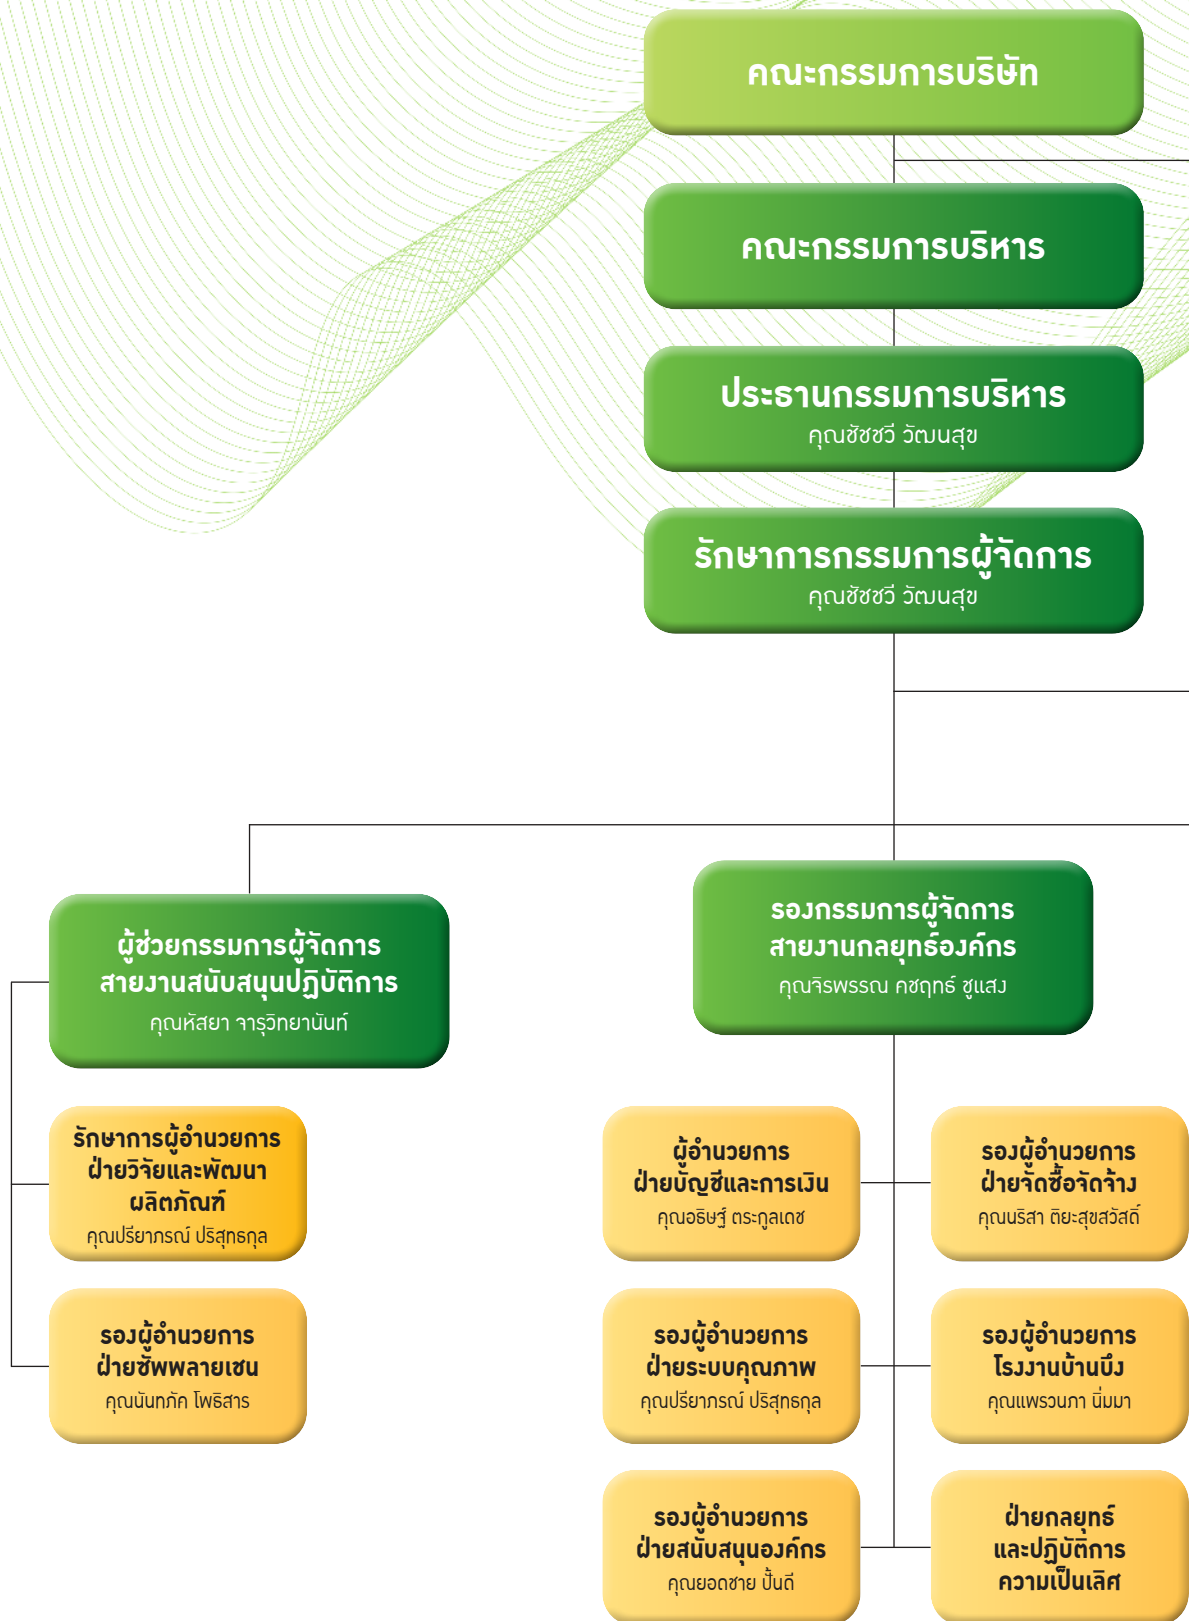 คณะกรรมการบริษัท
คณะกรรมการบริหาร
ประธานกรรมการบริหาร
คุณชัชชวี วัฒนสุข
รักษาการกรรมการผู้จัดการ
คุณชัชชวี วัฒนสุข
ผู้ช่วยกรรมการผู้จัดการ
สายงานสนับสนุนปฏิบัติการ
คุณหัสยา จารุวิทยานันท์
รักษาการผู้อำนวยการ
ฝ่ายวิจัยและพัฒนา
ผลิตภัณฑ์
คุณปรียาภรณ์ ปริสุทธกุล
รองผู้อำนวยการ
ฝ่ายซัพพลายเชน
คุณนันทภัค โพธิสาร
รองกรรมการผู้จัดการ
สายงานกลยุทธ์องค์กร
คุณจิรพรรณ คชฤทธ์ ชูแสง
ผู้อำนวยการ
ฝ่ายบัญชีและการเงิน
คุณอธิษฐ์ ตระกูลเดช
รองผู้อำนวยการ
ฝ่ายจัดซื้อจัดจ้าง
คุณนริสา ติยะสุขสวัสดิ์
รองผู้อำนวยการ
ฝ่ายระบบคุณภาพ
คุณปรียาภรณ์ ปริสุทธกุล
รองผู้อำนวยการ
โรงงานบ้านบึง
คุณแพรวนภา นิ่มมา
รองผู้อำนวยการ
ฝ่ายสนับสนุนองค์กร
คุณยอดชาย ปั้นดี
ฝ่ายกลยุทธ์
และปฏิบัติการ
ความเป็นเลิศ